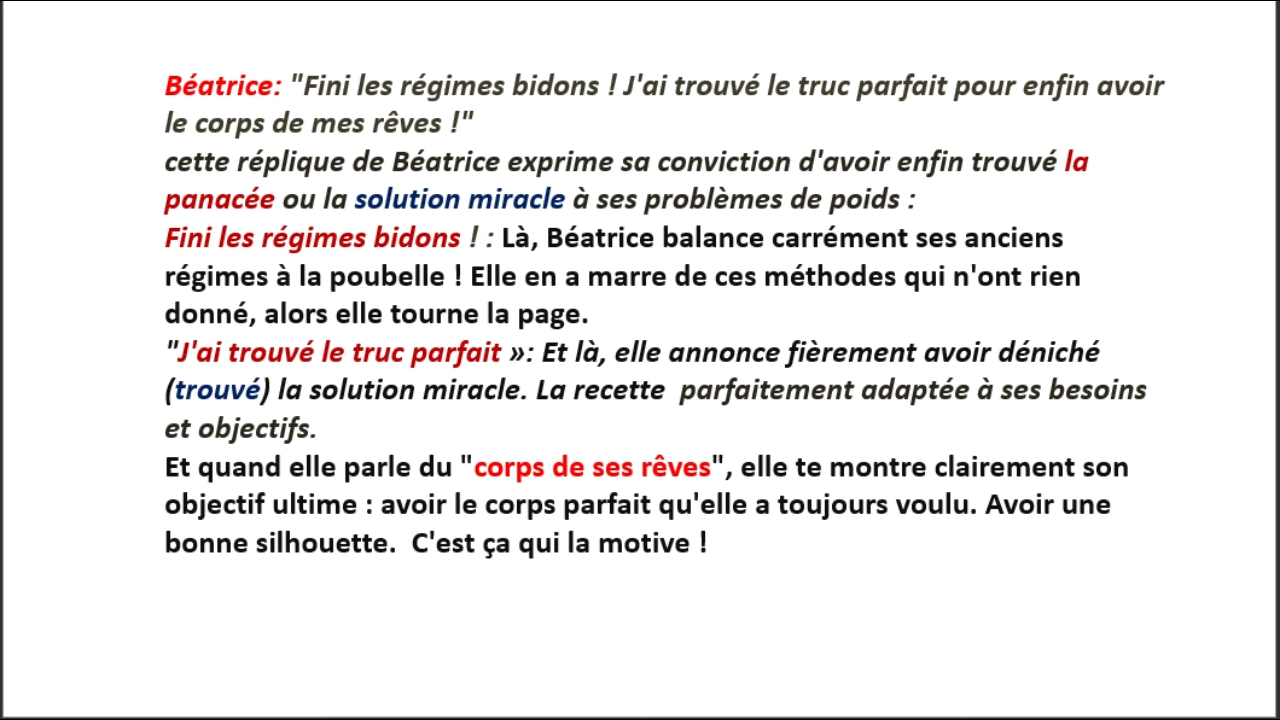 Béatrice: "Fini les régimes bidons ! J'ai trouvé le truc parfait pour enfin avoir
le corps de mes rêves !"
cette réplique de Béatrice exprime sa conviction d'avoir enfin trouvé la
panacée ou la solution miracle à ses problèmes de poids :
Fini les régimes bidons ! : Là, Béatrice balance carrément ses anciens
régimes à la poubelle ! Elle en a marre de ces méthodes qui n'ont rien
donné, alors elle tourne la page.
"J'ai trouvé le truc parfait »: Et là, elle annonce fièrement avoir déniché
(trouvé) la solution miracle. La recette  parfaitement adaptée à ses besoins
et objectifs.
Et quand elle parle du "corps de ses rêves", elle te montre clairement son
objectif ultime : avoir le corps parfait qu'elle a toujours voulu. Avoir une
bonne silhouette.  C'est ça qui la motive !